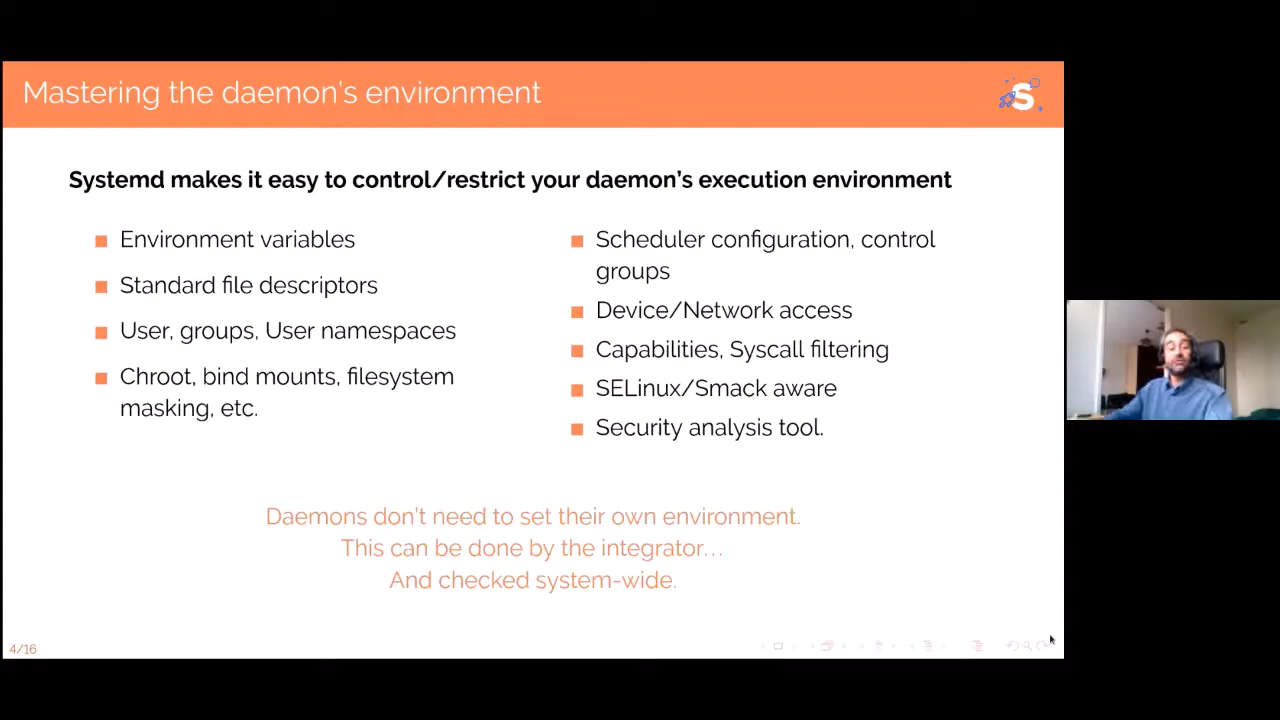 Mastering the daemon's environment
S
Systemd makes it easy to control/restrict your daemon's execution environment
Environment variables
Standard file descriptors
User, groups, User namespaces
Chroot, bind mounts, filesystem
masking, etc.
Scheduler configuration, control
groups
Device/Network access
Capabilities, Syscall filtering
SELinux/Smack aware
Security analysis tool.
Daemons don't need to set their own environment.
This can be done by the integrator…
And checked system-wide.
4/16